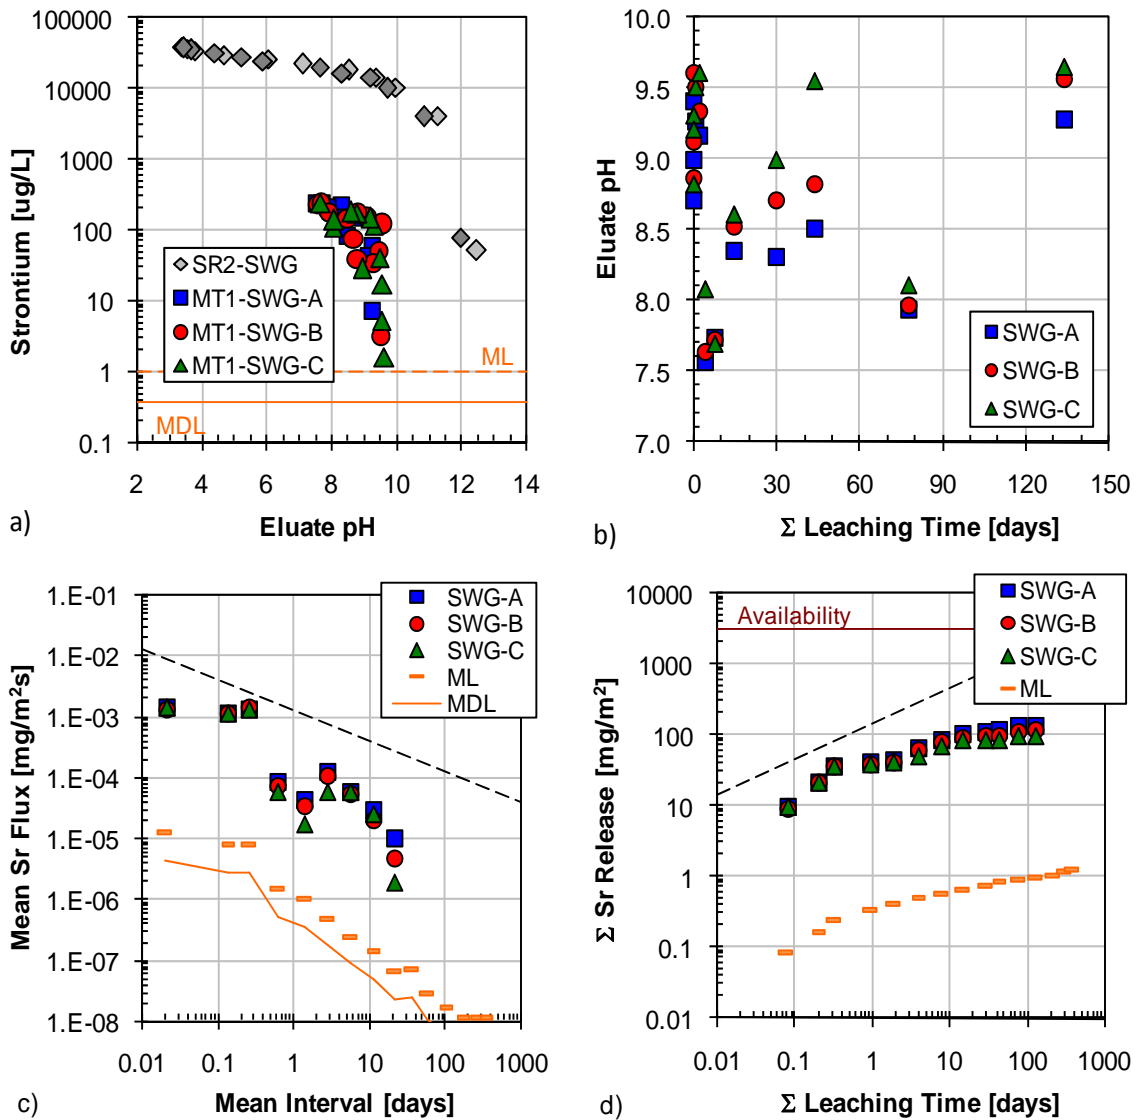 100000
10000
1000
100
10
1
0.1
Strontium [ug/L]
SR2-SWG
MT1-SWG-A
MT1-SWG-B
MT1-SWG-C
ML
MDL
2 4 6 8 10 12 14
Eluate pH
a)
10.0
9.5
9.0
8.5
8.0
7.5
7.0
Eluate pH
SWG-A
SWG-B
SWG-C
0 30 60 90 120 150
Σ Leaching Time [days]
b)
1.E-01
1.E-02
1.E-03
1.E-04
1.E-05
1.E-06
1.E-07
1.E-08
Mean Sr Flux [mg/m²s]
SWG-A
SWG-B
SWG-C
ML
MDL
0.01 0.1 1 10 100 1000
Mean Interval [days]
c)
10000
1000
100
10
1
0.1
0.01
Σ Sr Release [mg/m²]
Availability
SWG-A
SWG-B
SWG-C
ML
0.01 0.1 1 10 100 1000
Σ Leaching Time [days]
d)